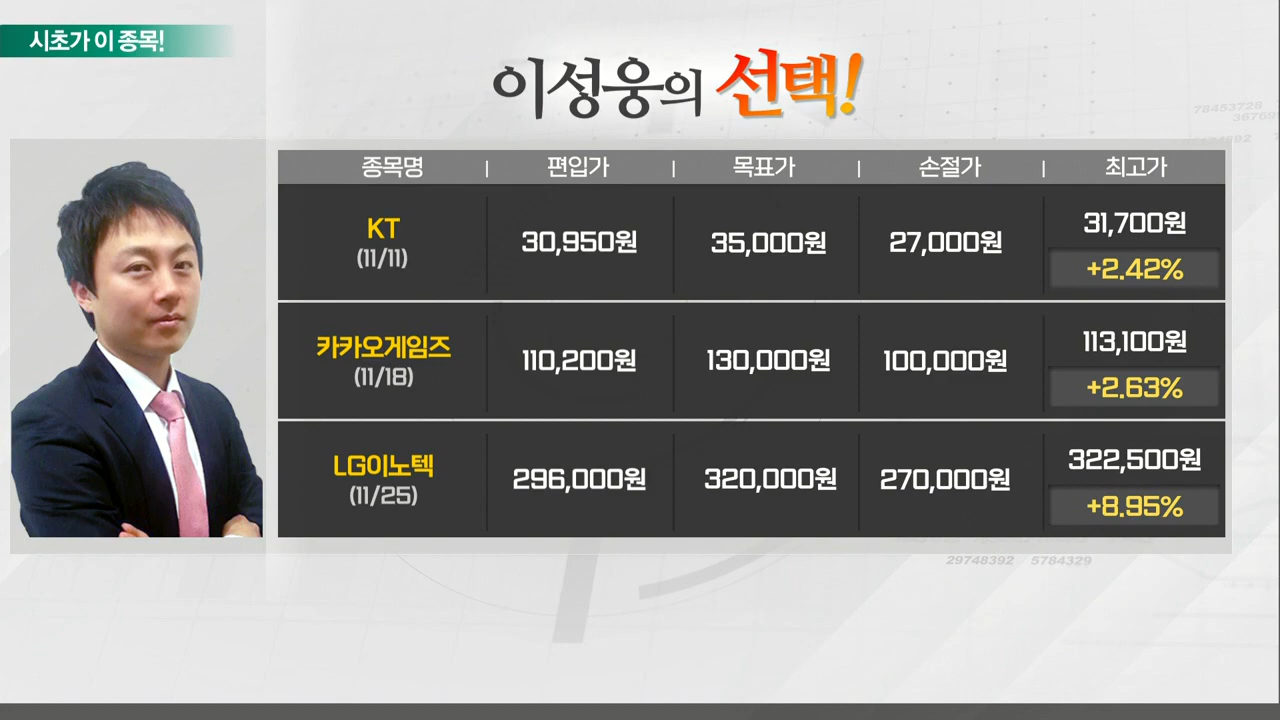 시초가 이 종목!
이성웅의 선택!
종목명 | 편입가 | 목표가 | 손절가 | 최고가
KT
(11/11)
30,950원
35,000원
27,000원
31,700원
+2.42%
카카오게임즈
(11/18)
110,200원
130,000원
100,000원
113,100원
+2.63%
LG이노텍
(11/25)
296,000원
320,000원
270,000원
322,500원
+8.95%
78453728
29748392 5784329